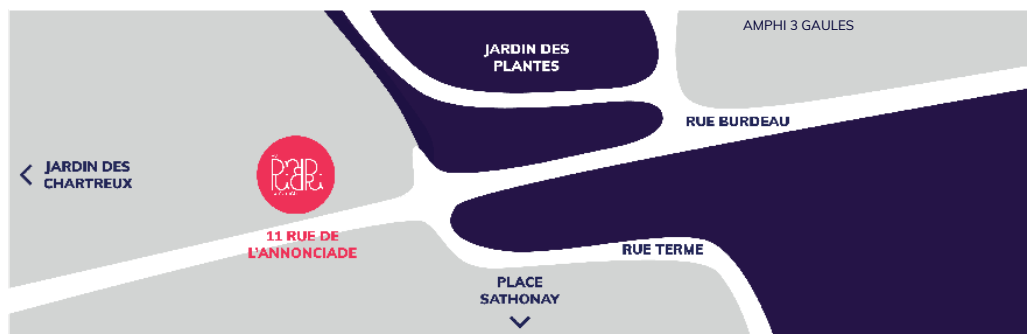 AMPHI 3 GAULES
JARDIN DES
PLANTES
RUE BURDEAU
JARDIN DES
CHARTREUX
11 RUE DE
L'ANNONCIADE
RUE TERME
PLACE
SATHONAY